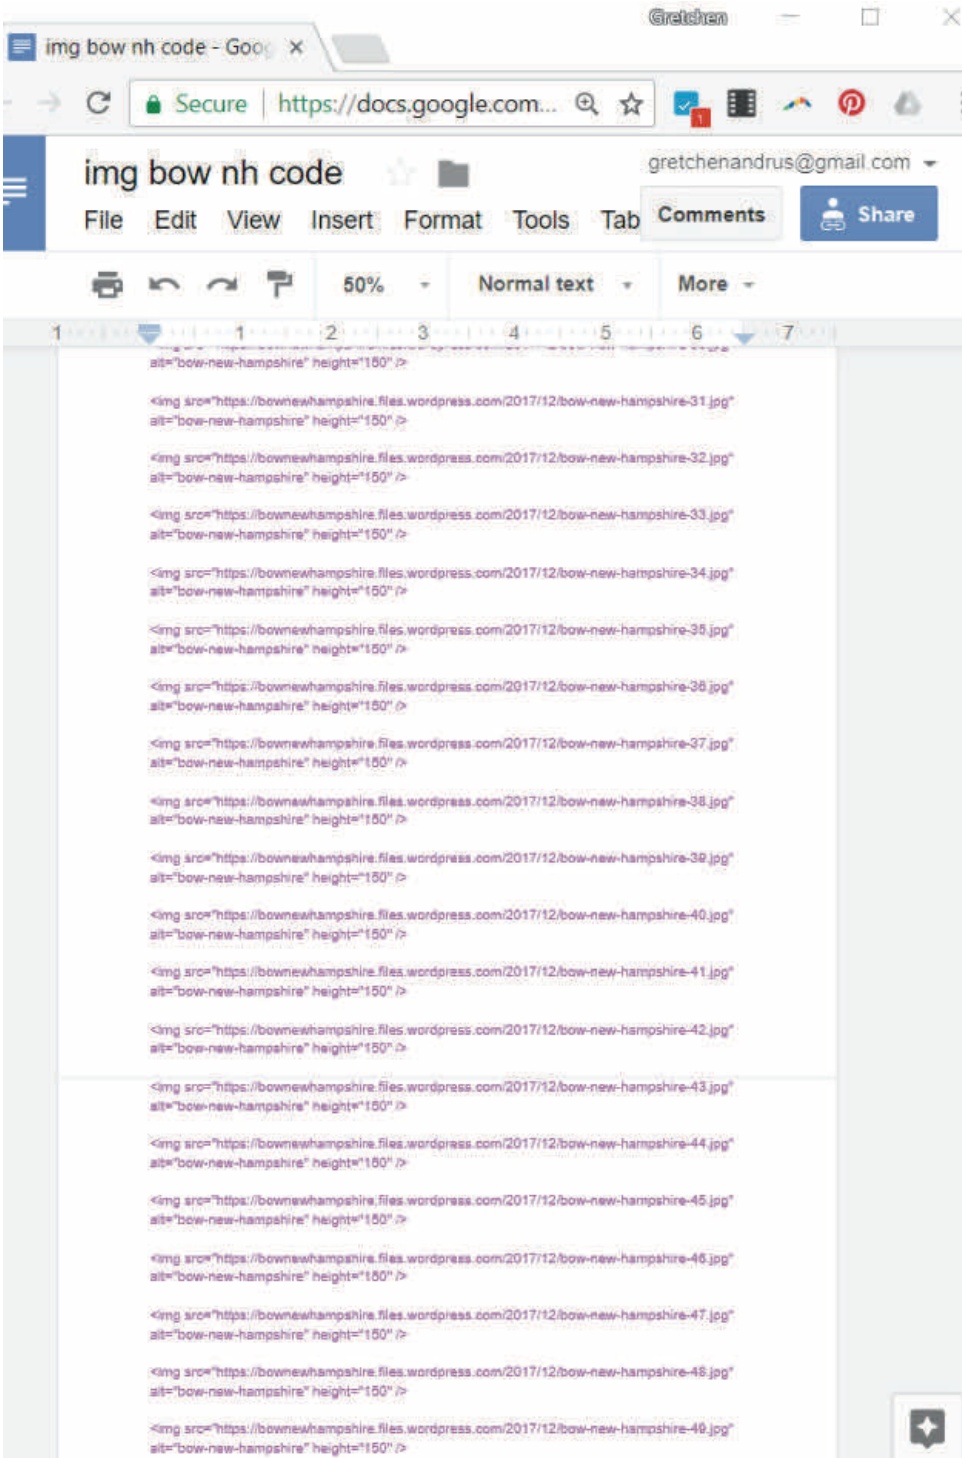 Gretchen
img bow nh code - Goog
Secure | https://docs.google.com...
1
img bow nh code
gretchenandrus@gmail.com
File Edit View Insert Format Tools Tab
Comments
Share
50% Normal text More
1 1 2 3 4 5 6 7
alt="bow-new-hampshire" height="150" />
<img src="https://bownewhampshire.files.wordpress.com/2017/12/bow-new-hampshire-31.jpg"
alt="bow-new-hampshire" height="150" />
<img src="https://bownewhampshire.files.wordpress.com/2017/12/bow-new-hampshire-32.jpg"
alt="bow-new-hampshire" height="150" />
<img src="https://bownewhampshire.files.wordpress.com/2017/12/bow-new-hampshire-33.jpg"
alt="bow-new-hampshire" height="150" />
<img src="https://bownewhampshire.files.wordpress.com/2017/12/bow-new-hampshire-34.jpg"
alt="bow-new-hampshire" height="150" />
<img src="https://bownewhampshire.files.wordpress.com/2017/12/bow-new-hampshire-35.jpg"
alt="bow-new-hampshire" height="150" />
<img src="https://bownewhampshire.files.wordpress.com/2017/12/bow-new-hampshire-36.jpg"
alt="bow-new-hampshire" height="150" />
<img src="https://bownewhampshire.files.wordpress.com/2017/12/bow-new-hampshire-37.jpg"
alt="bow-new-hampshire" height="150" />
<img src="https://bownewhampshire.files.wordpress.com/2017/12/bow-new-hampshire-38.jpg"
alt="bow-new-hampshire" height="150" />
<img src="https://bownewhampshire.files.wordpress.com/2017/12/bow-new-hampshire-39.jpg"
alt="bow-new-hampshire" height="150" />
<img src="https://bownewhampshire.files.wordpress.com/2017/12/bow-new-hampshire-40.jpg"
alt="bow-new-hampshire" height="150" />
<img src="https://bownewhampshire.files.wordpress.com/2017/12/bow-new-hampshire-41.jpg"
alt="bow-new-hampshire" height="150" />
<img src="https://bownewhampshire.files.wordpress.com/2017/12/bow-new-hampshire-42.jpg"
alt="bow-new-hampshire" height="150" />
<img src="https://bownewhampshire.files.wordpress.com/2017/12/bow-new-hampshire-43.jpg"
alt="bow-new-hampshire" height="150" />
<img src="https://bownewhampshire.files.wordpress.com/2017/12/bow-new-hampshire-44.jpg"
alt="bow-new-hampshire" height="150" />
<img src="https://bownewhampshire.files.wordpress.com/2017/12/bow-new-hampshire-45.jpg"
alt="bow-new-hampshire" height="150" />
<img src="https://bownewhampshire.files.wordpress.com/2017/12/bow-new-hampshire-46.jpg"
alt="bow-new-hampshire" height="150" />
<img src="https://bownewhampshire.files.wordpress.com/2017/12/bow-new-hampshire-47.jpg"
alt="bow-new-hampshire" height="150" />
<img src="https://bownewhampshire.files.wordpress.com/2017/12/bow-new-hampshire-48.jpg"
alt="bow-new-hampshire" height="150" />
<img src="https://bownewhampshire.files.wordpress.com/2017/12/bow-new-hampshire-49.jpg"
alt="bow-new-hampshire" height="150" />